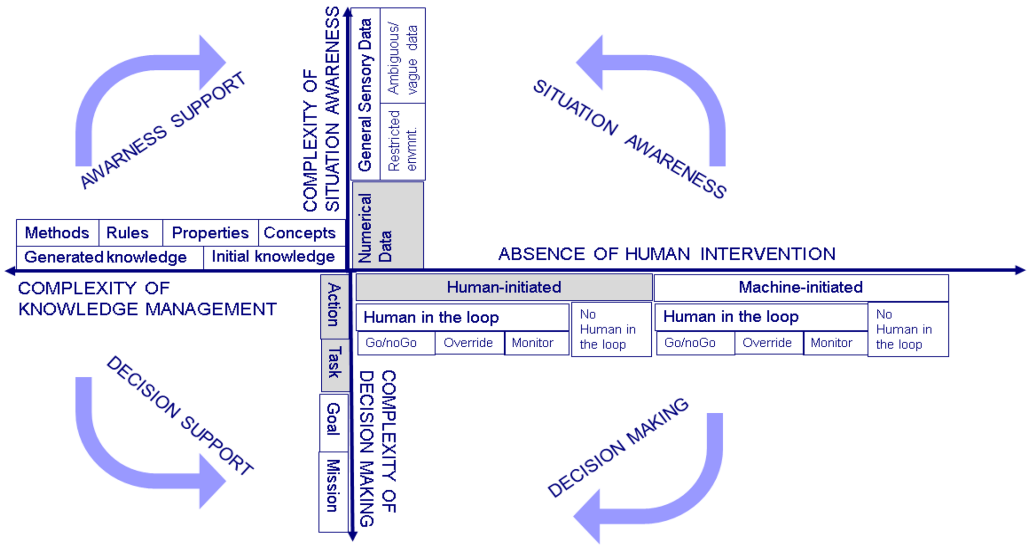 AWARNESS SUPPORT
COMPLEXITY OF
SITUATION AWARENESS
General Sensory Data
Ambiguous/
vague data
Restricted
envmnt.
Numerical
Data
SITUATION AWARENESS
Methods
Rules
Properties
Concepts
Generated knowledge
Initial knowledge
ABSENCE OF HUMAN INTERVENTION
COMPLEXITY OF
KNOWLEDGE MANAGEMENT
Action
Task
Goal
Mission
COMPLEXITY OF
DECISION MAKING
Human-initiated
Machine-initiated
Human in the loop
No
Human in
the loop
Go/noGo
Override
Monitor
Human in the loop
No
Human in
the loop
Go/noGo
Override
Monitor
DECISION SUPPORT
DECISION MAKING